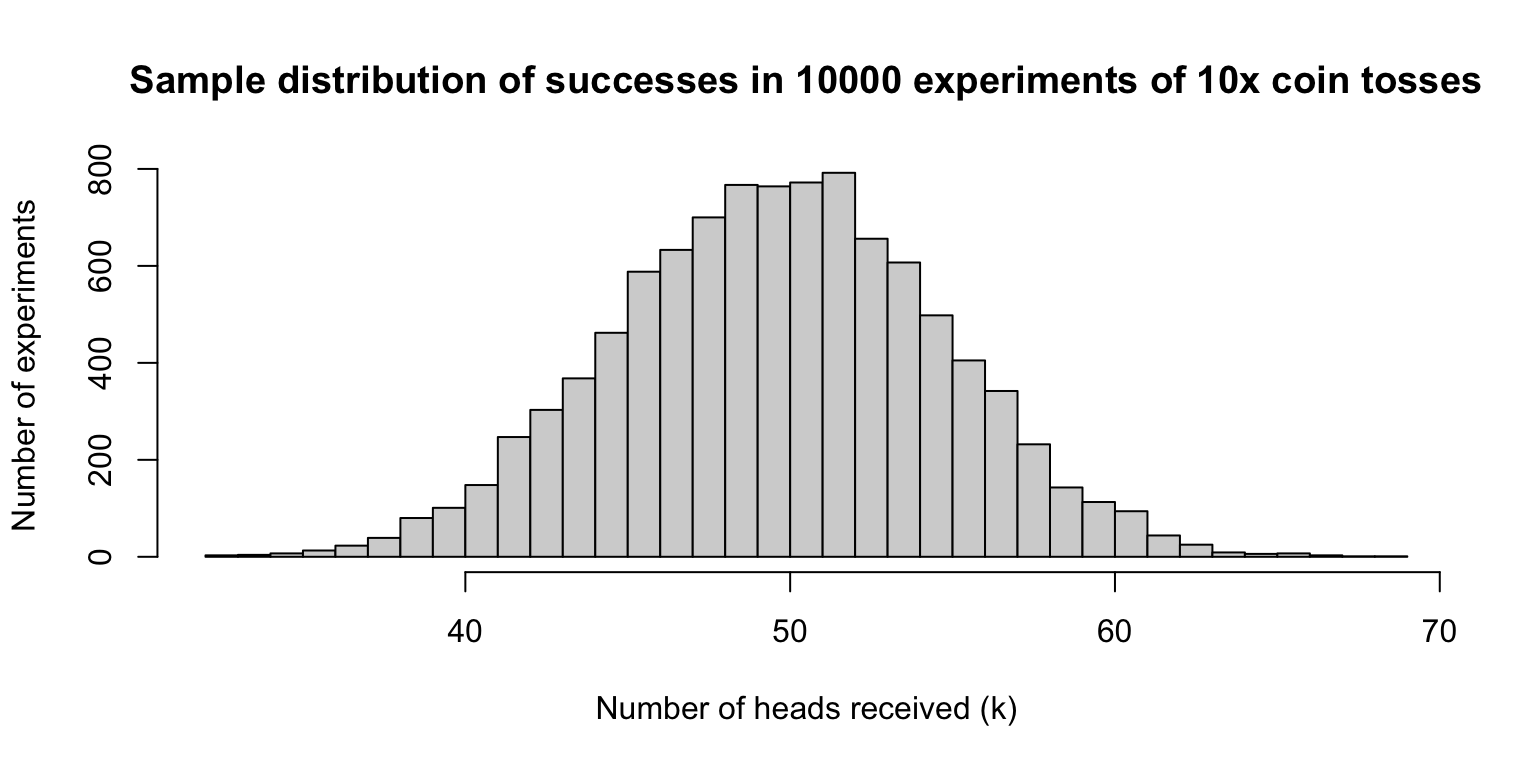 Sample distribution of successes in 10000 experiments of 10x coin tosses
Number of experiments
800
600
400
200
0
40 50 60 70
Number of heads received (k)